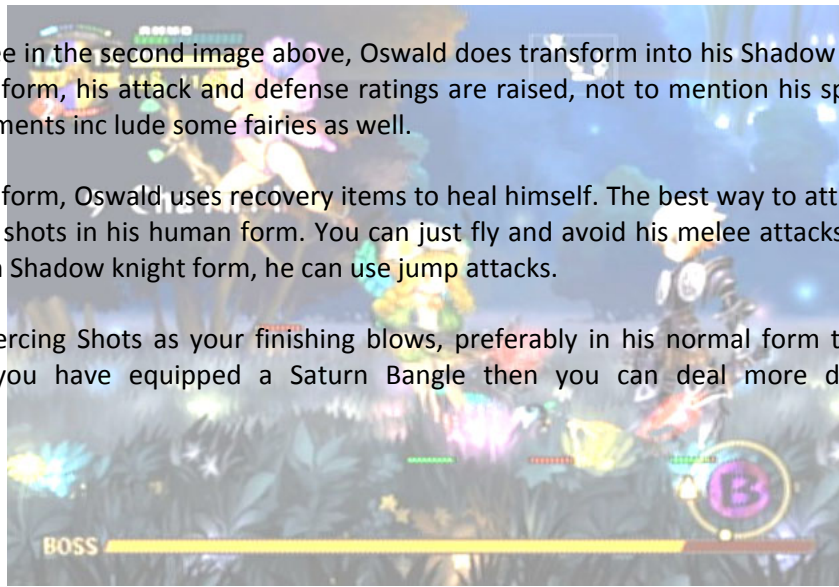 ee in the second image above, Oswald does transform into his Shadow
form, his attack and defense ratings are raised, not to mention his sp
ments inc lude some fairies as well.
form, Oswald uses recovery items to heal himself. The best way to att
shots in his human form. You can just fly and avoid his melee attacks
n Shadow knight form, he can use jump attacks.
ercing Shots as your finishing blows, preferably in his normal form t
you have equipped a Saturn Bangle then you can deal more d
B
BOSS